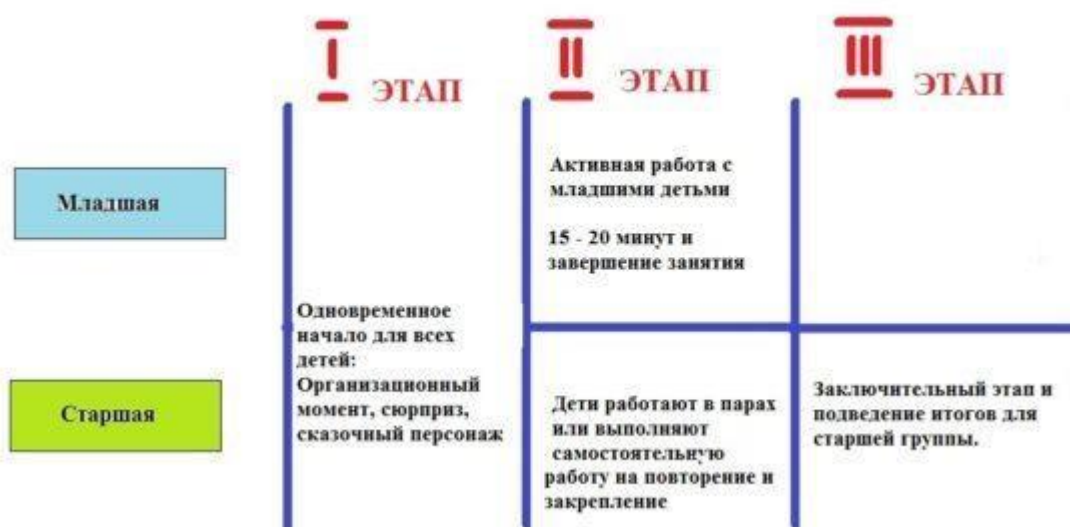 I ЭТАП
II ЭТАП
III ЭТАП
Младшая
Активная работа с
младшими детьми
15 - 20 минут и
завершение занятия
Одновременное
начало для всех
детей:
Организационный
момент, сюрприз,
сказочный персонаж
Старшая
Дети работают в парах
или выполняют
самостоятельную
работу на повторение и
закрепление
Заключительный этап и
подведение итогов для
старшей группы.